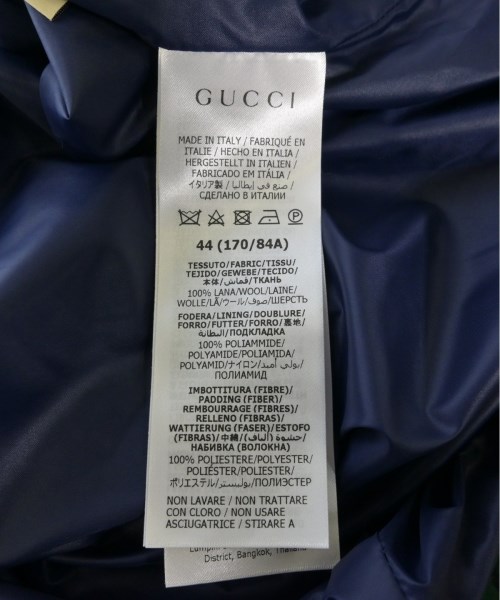 GUCCI
MADE IN ITALY / FABRIQUÉ EN
ITALIE / HECHO EN ITALIA /
HERGESTELLT IN ITALIEN /
FABRICADO EM ITÁLIA /
イタリア製 / صنع في إيطاليا /
СДЕЛАНО В ИТАЛИИ
44 (170/84A)
TESSUTO/FABRIC/TISSU/
TEJIDO/GEWEBE/TECIDO/
本体/قماش/ТКАНЬ
100% LANA/WOOL/LAINE/
WOLLE/LÃ/ウール/صوف/ШЕРСТЬ
FODERA/LINING/DOUBLURE/
FORRO/FUTTER/FORRO/裏地/
البطانة/ПОДКЛАДКА
100% POLIAMMIDE/
POLYAMIDE/POLIAMIDA/
POLYAMID/ナイロン/بولي أميد/
ПОЛИАМИД
IMBOTTITURA (FIBRE)/
PADDING (FIBER)/
REMBOURRAGE (FIBRES)/
RELLENO (FIBRAS)/
WATTIERUNG (FASER)/ESTOFO
(FIBRAS)/中綿/حشوة (ألياف)/
НАБИВКА (ВОЛОКНА)
100% POLIESTERE/POLYESTER/
POLIÉSTER/POLYESTER/
ポリエステル/بوليستر/ПОЛИЭСТЕР
NON LAVARE / NON TRATTARE
CON CLORO / NON USARE
ASCIUGATRICE / STIRARE A
District, Bangkok, Thailand